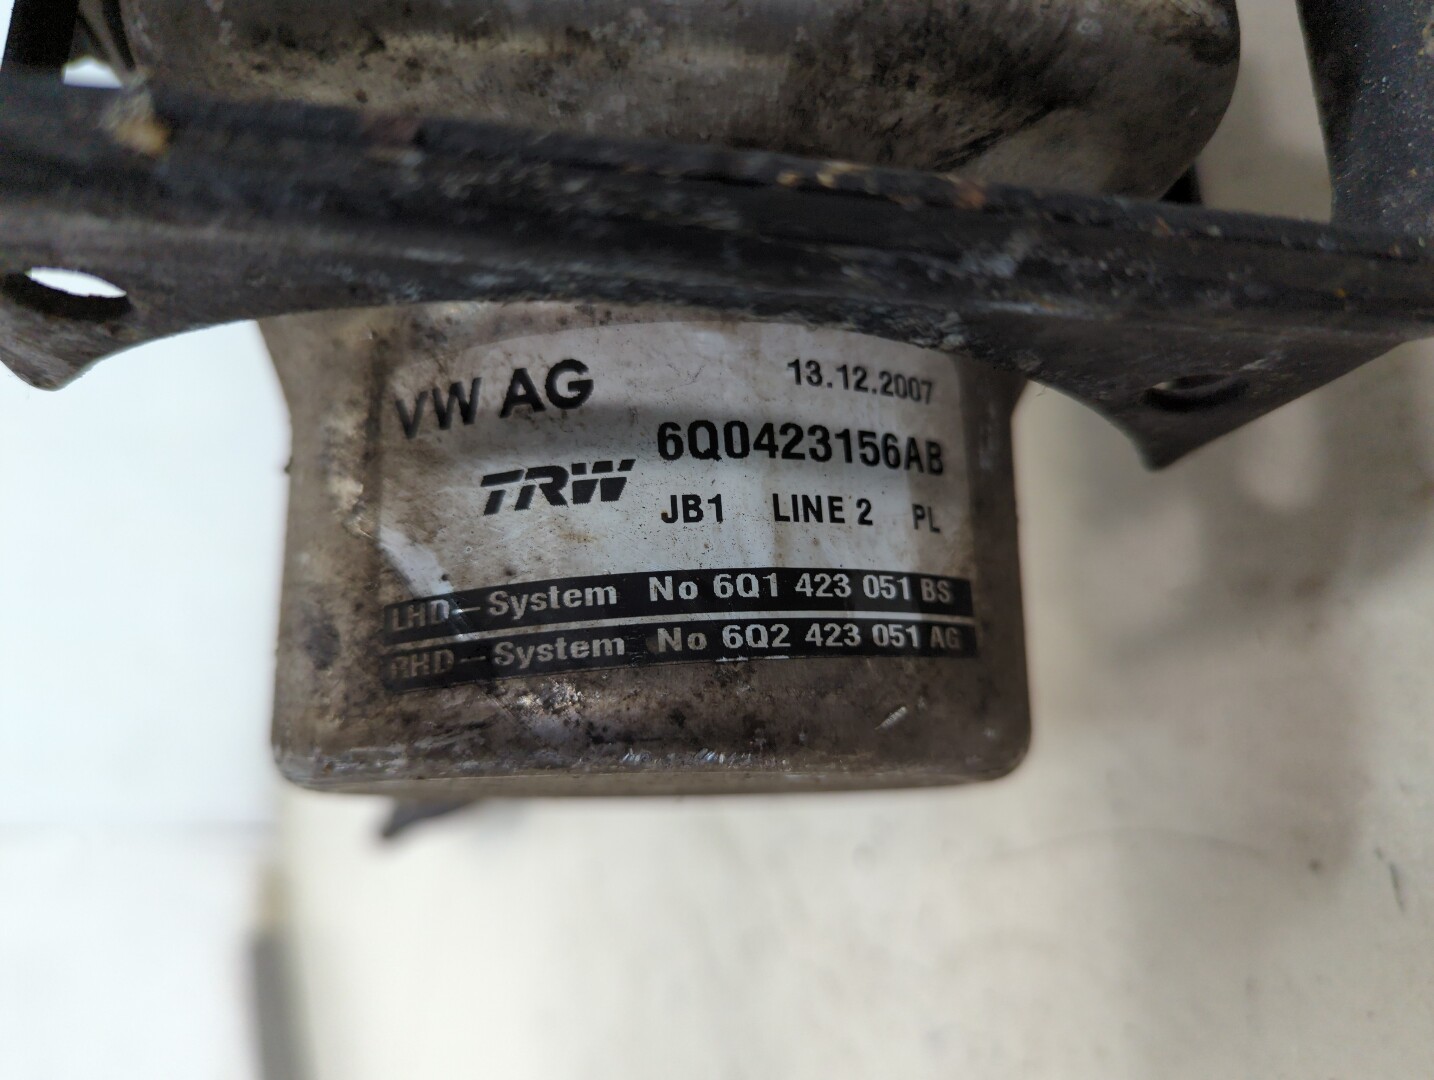 VW AG 13.12.2007
6Q0423156AB
TRW JB1 LINE 2 PL
LHD-System No 6Q1 423 051 BS
RHD-System No 6Q2 423 051 AG